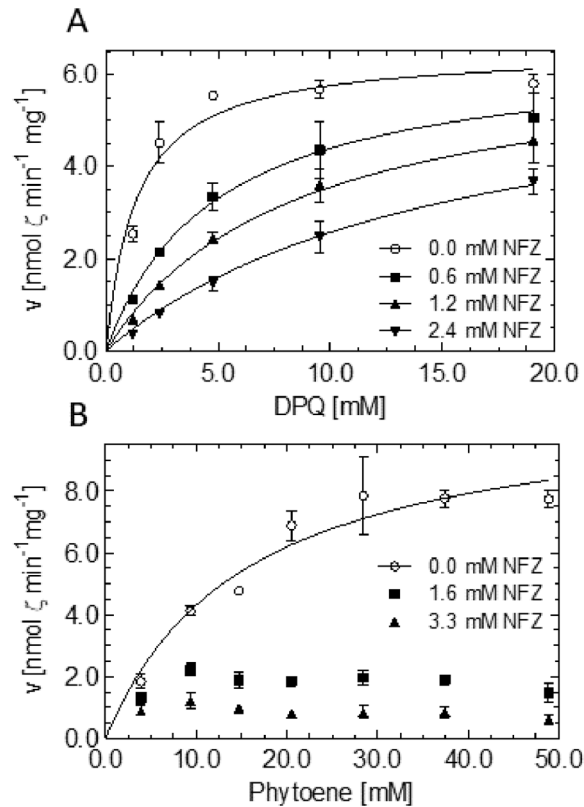 A
v [nmol ζ min-1 mg-1]
6.0
4.0
2.0
0.0
0.0 mM NFZ
0.6 mM NFZ
1.2 mM NFZ
2.4 mM NFZ
0.0 5.0 10.0 15.0 20.0
DPQ [mM]
B
v [nmol ζ min-1mg-1]
8.0
6.0
4.0
2.0
0.0
0.0 mM NFZ
1.6 mM NFZ
3.3 mM NFZ
0.0 10.0 20.0 30.0 40.0 50.0
Phytoene [mM]